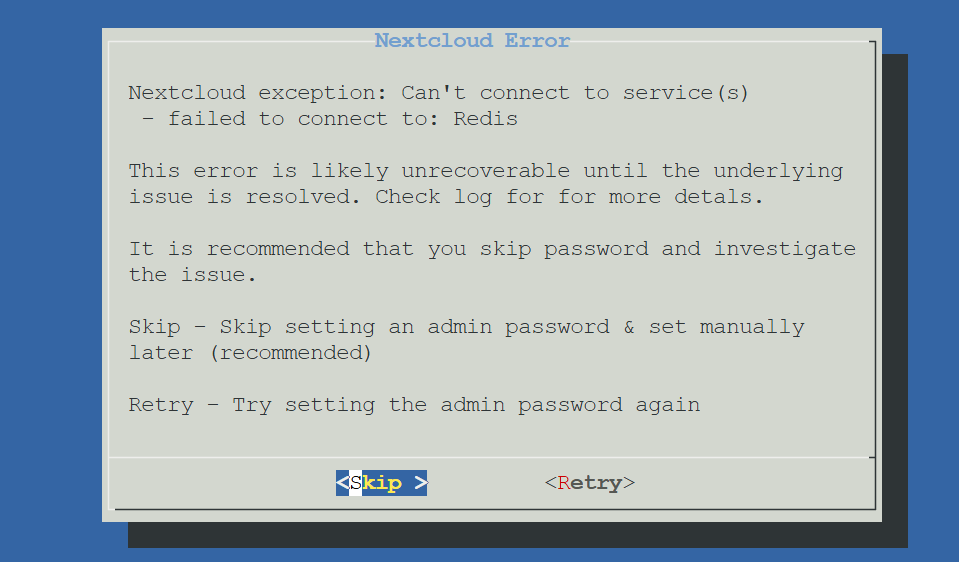 Nextcloud Error
Nextcloud exception: Can't connect to service(s)
- failed to connect to: Redis
This error is likely unrecoverable until the underlying
issue is resolved. Check log for for more detals.
It is recommended that you skip password and investigate
the issue.
Skip - Skip setting an admin password & set manually
later (recommended)
Retry - Try setting the admin password again
<Skip > <Retry>